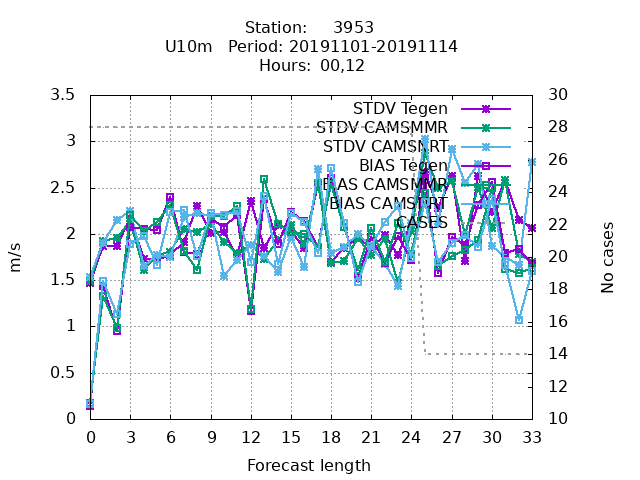 Station: 3953
U10m Period: 20191101-20191114
Hours: 00,12
3.5
3
2.5
2
1.5
1
0.5
0
m/s
30
28
26
24
22
20
18
16
14
12
10
No cases
STDV Tegen
STDV CAMSMMR
STDV CAMSNRT
BIAS Tegen
BIAS CAMSMMR
BIAS CAMSNRT
CASES
0 3 6 9 12 15 18 21 24 27 30 33
Forecast length